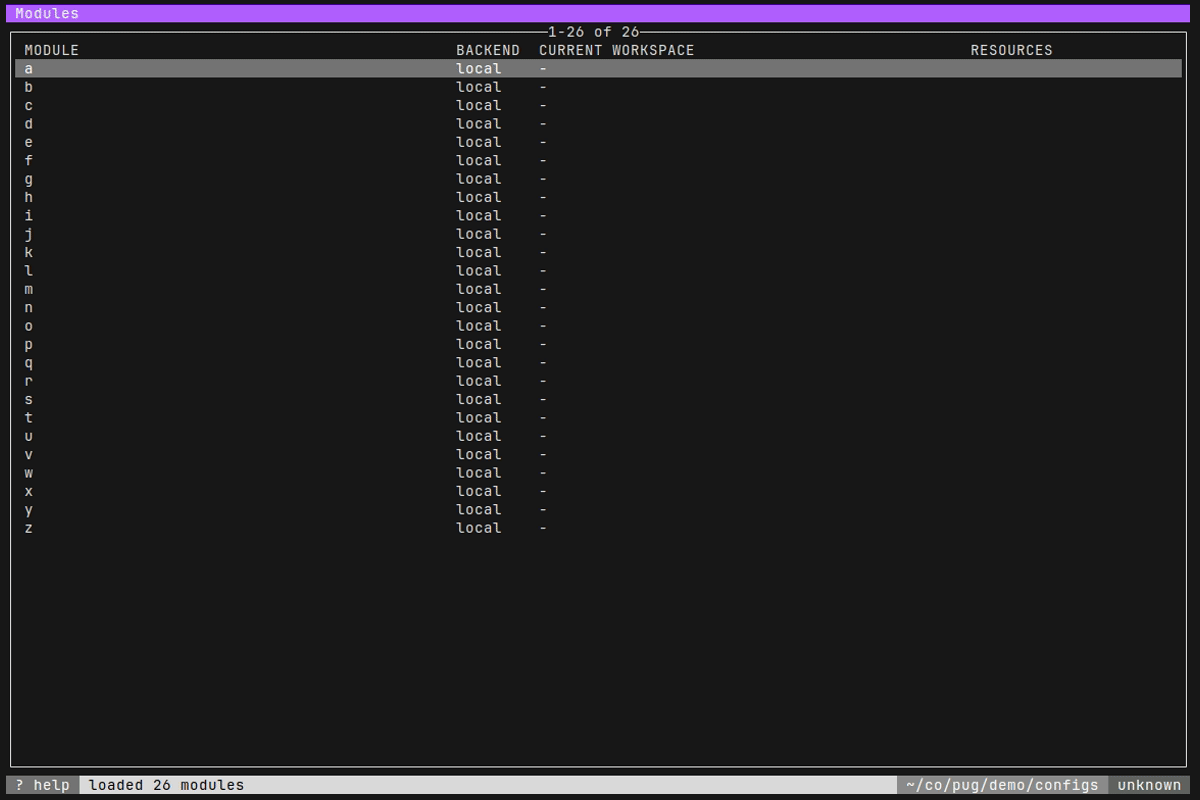 Modules
1-26 of 26
MODULE BACKEND CURRENT WORKSPACE RESOURCES
a local -
b local -
c local -
d local -
e local -
f local -
g local -
h local -
i local -
j local -
k local -
l local -
m local -
n local -
o local -
p local -
q local -
r local -
s local -
t local -
u local -
v local -
w local -
x local -
y local -
z local -
? help loaded 26 modules ~/co/pug/demo/configs unknown